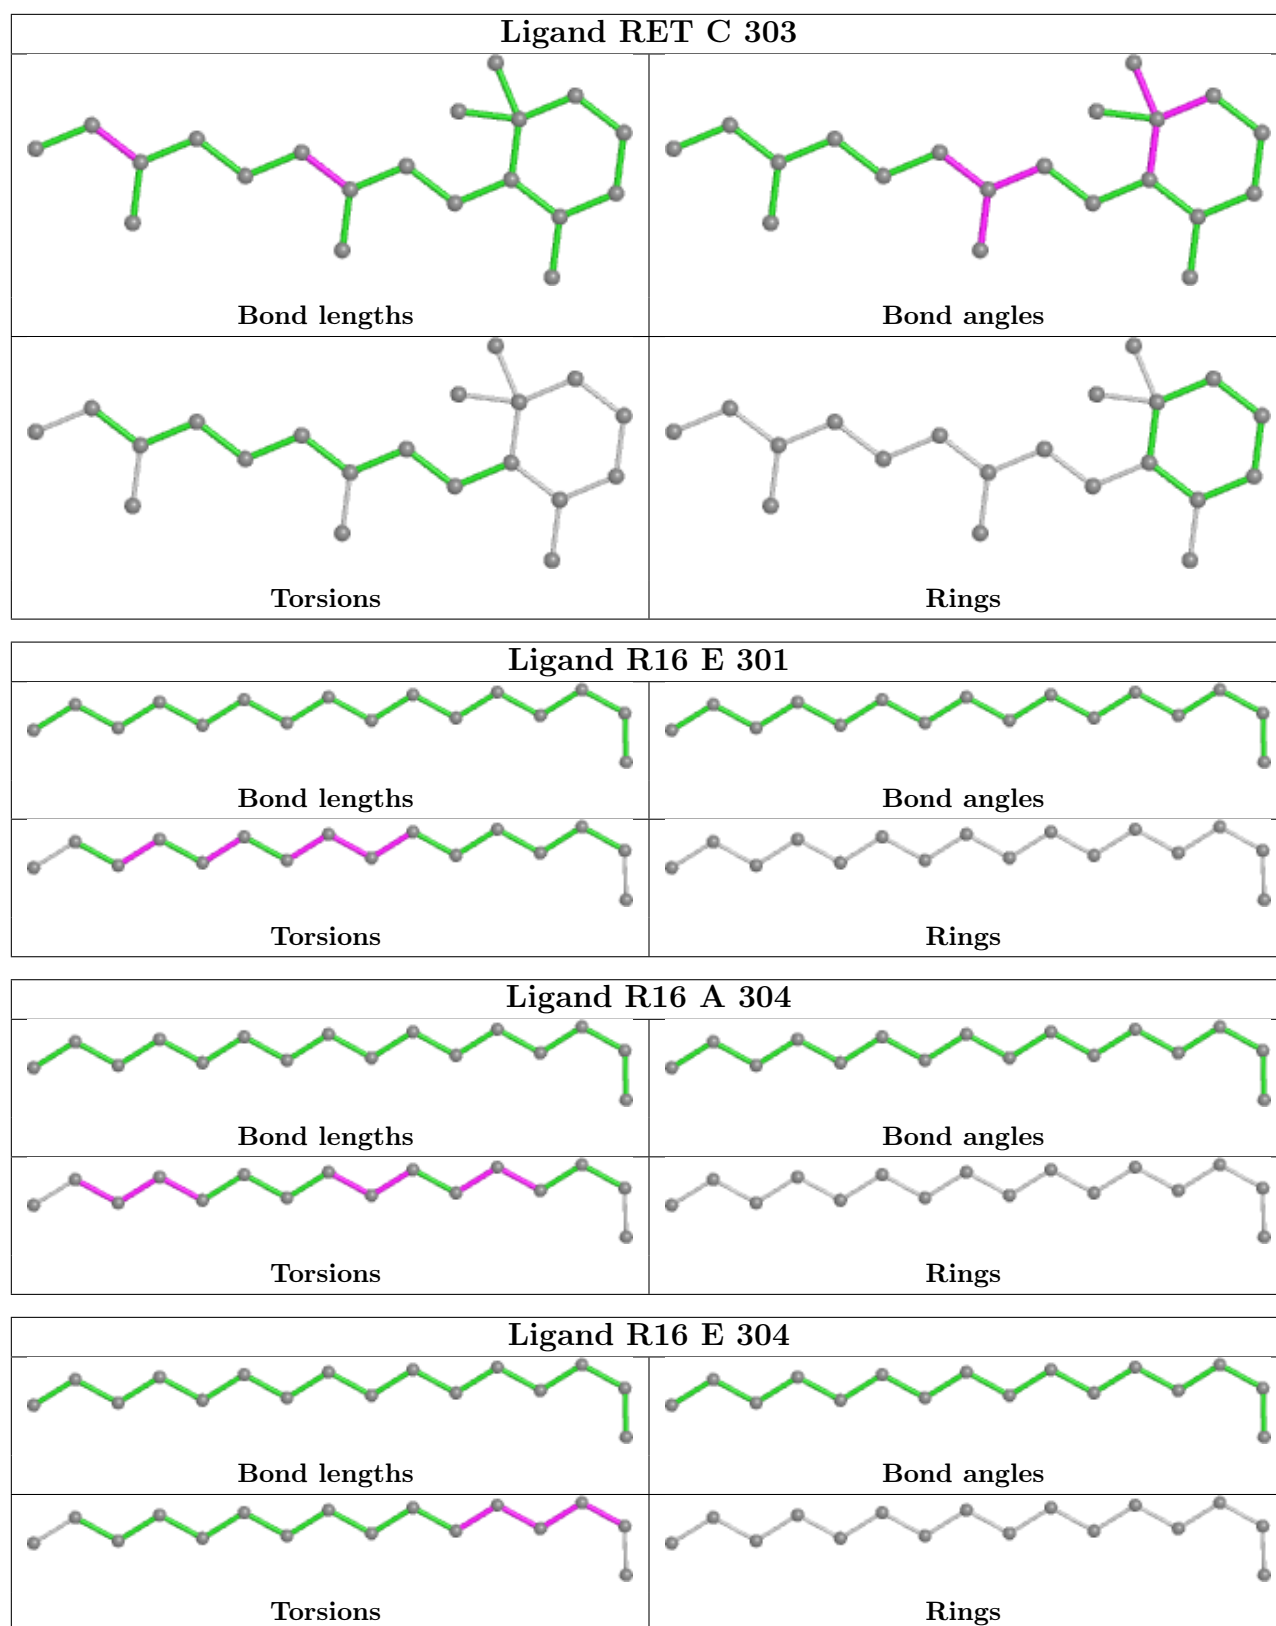 Ligand RET C 303
Bond lengths
Bond angles
Torsions
Rings
Ligand R16 E 301
Bond lengths
Bond angles
Torsions
Rings
Ligand R16 A 304
Bond lengths
Bond angles
Torsions
Rings
Ligand R16 E 304
Bond lengths
Bond angles
Torsions
Rings